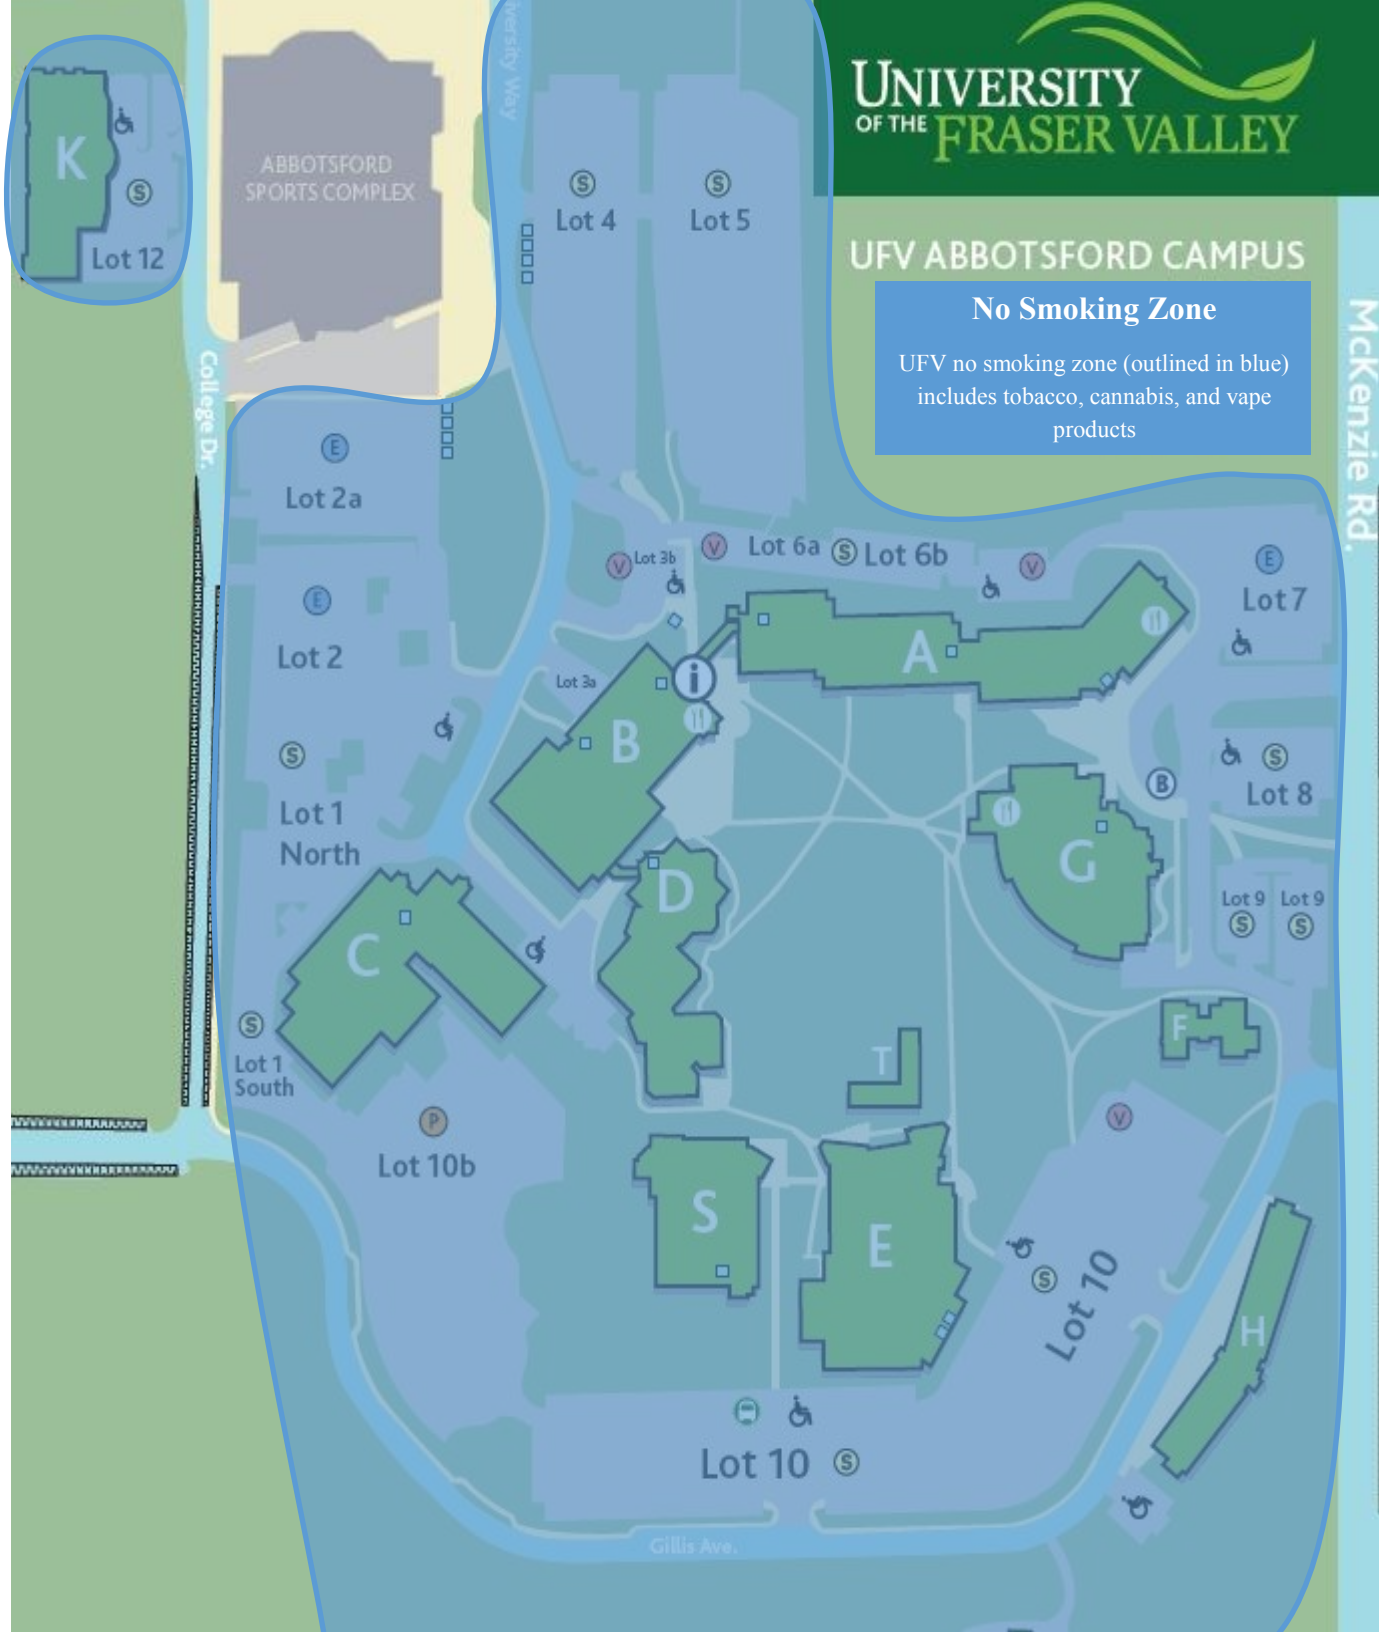 UNIVERSITY
OF THE FRASER VALLEY
UFV ABBOTSFORD CAMPUS
No Smoking Zone
UFV no smoking zone (outlined in blue)
includes tobacco, cannabis, and vape
products
McKenzie Rd.
K
S
Lot 12
ABBOTSFORD
SPORTS COMPLEX
iversity Way
S
Lot 4
S
Lot 5
College Dr.
E
Lot 2a
E
Lot 2
V
Lot 3b
V
Lot 6a
S
Lot 6b
V
E
Lot 7
Lot 3a
i
A
B
S
Lot 1
North
S
Lot 8
B
G
D
Lot 9
S
Lot 9
S
C
S
Lot 1
South
F
T
P
Lot 10b
V
S
E
S
Lot 10
H
Lot 10
S
Gillis Ave.